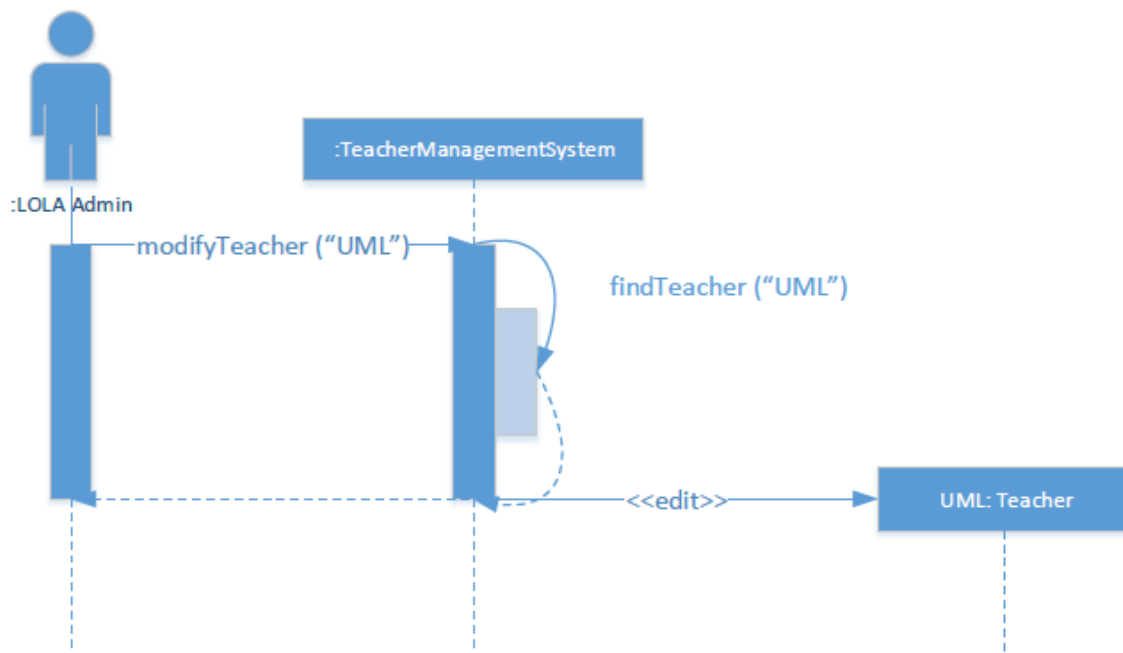 :TeacherManagementSystem
:LOLA Admin
modifyTeacher (“UML”)
findTeacher (“UML”)
<<edit>>
UML: Teacher